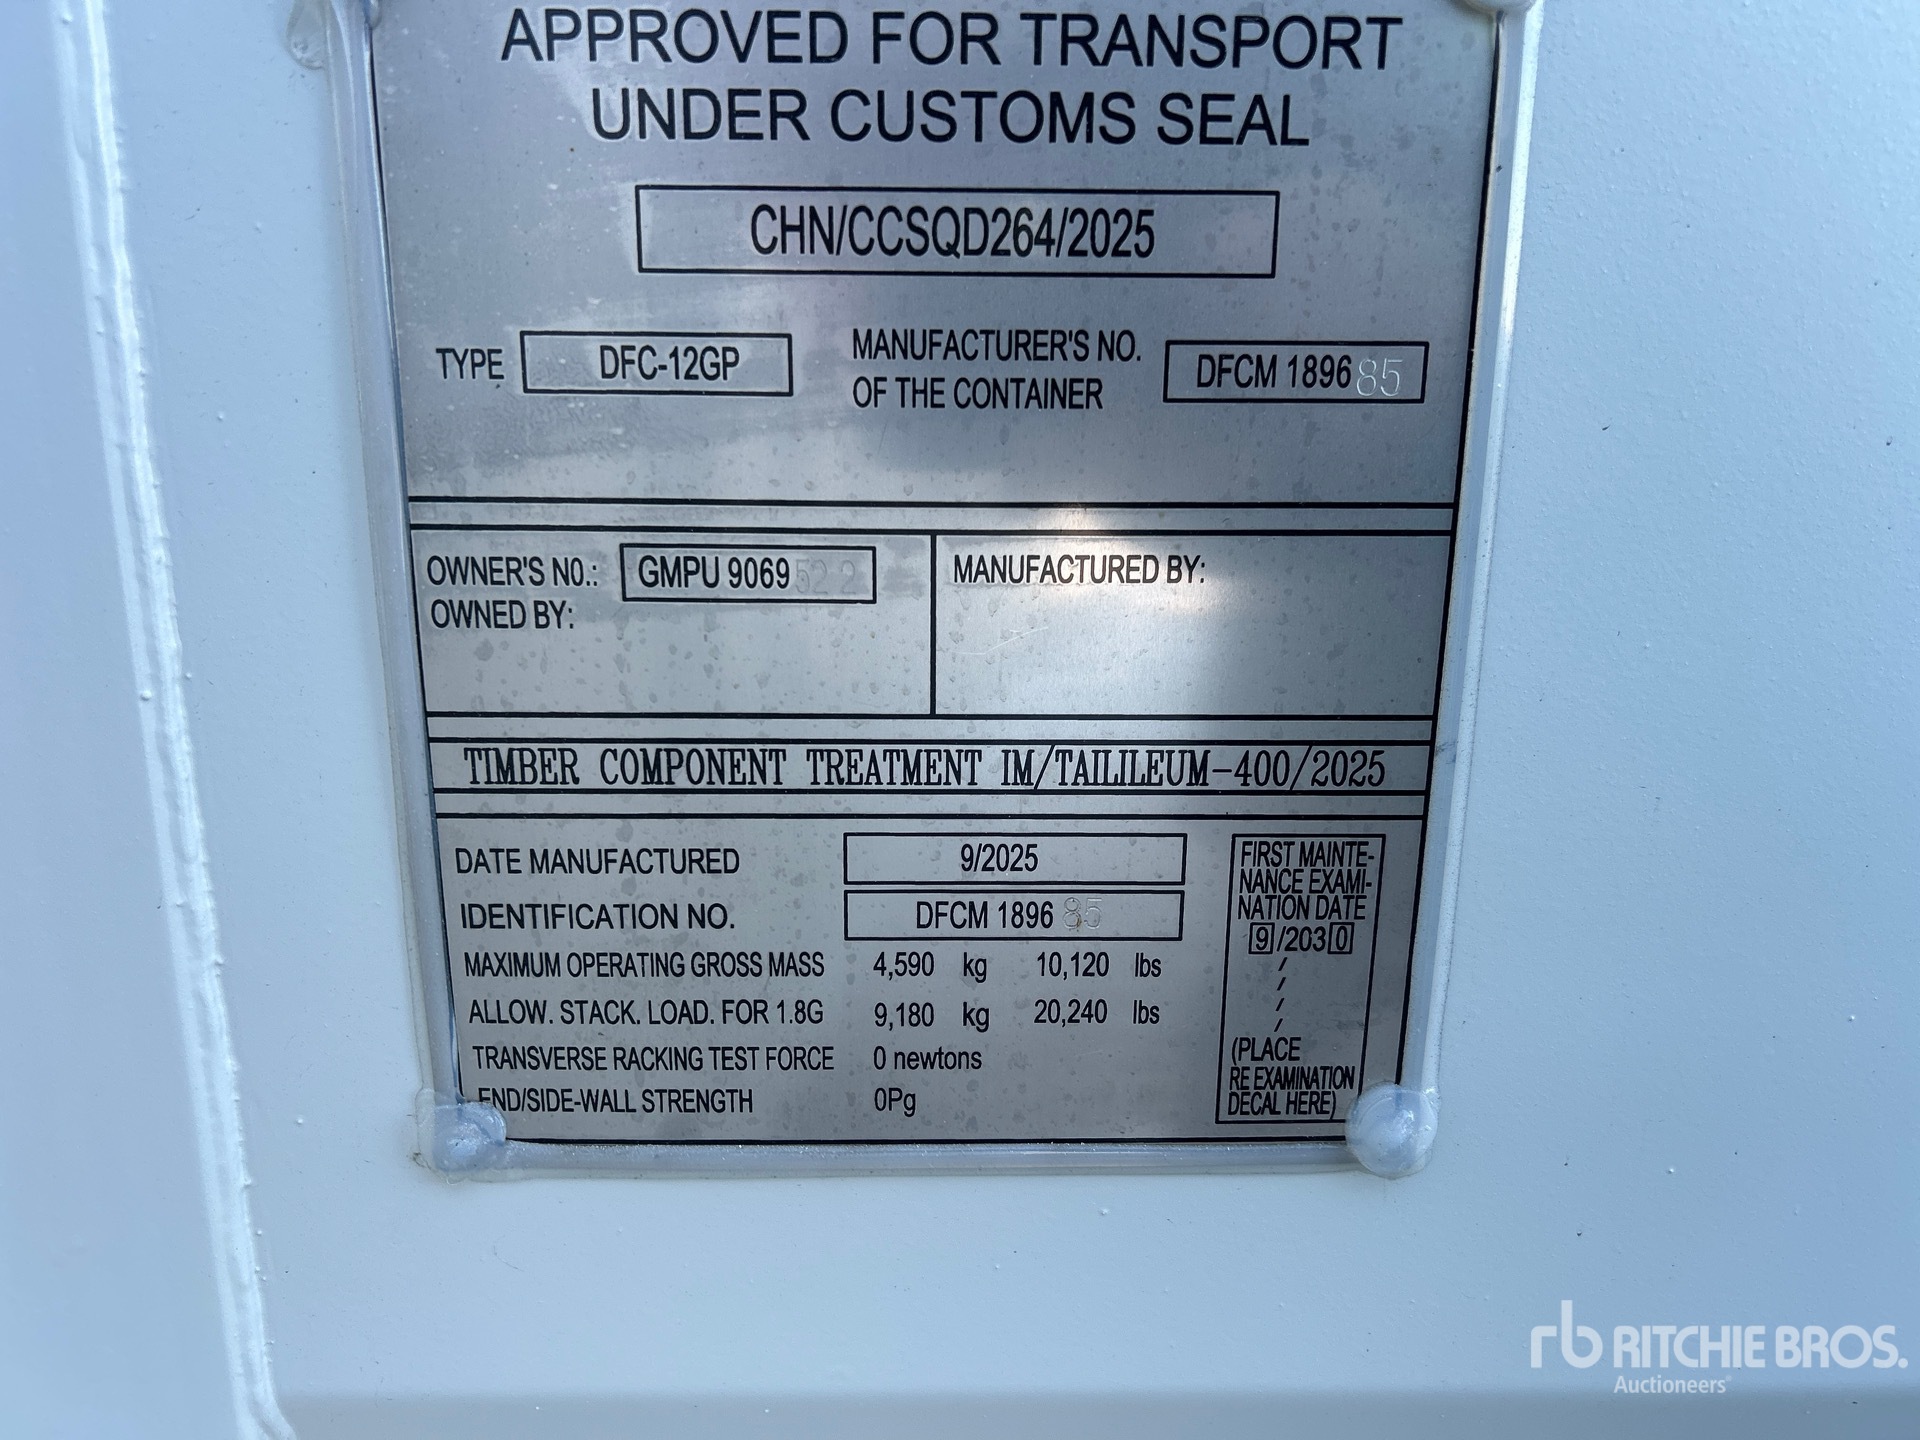 APPROVED FOR TRANSPORT
UNDER CUSTOMS SEAL
CHN/CCSQD264/2025
TYPE DFC-12GP MANUFACTURER'S NO. OF THE CONTAINER DFCM 189685
OWNER'S NO.: GMPU 9069522
OWNED BY:
MANUFACTURED BY:
TIMBER COMPONENT TREATMENT IM/TAILILEUM-400/2025
DATE MANUFACTURED 9/2025
IDENTIFICATION NO. DFCM 189685
MAXIMUM OPERATING GROSS MASS 4,590 kg 10,120 lbs
ALLOW. STACK. LOAD. FOR 1.8G 9,180 kg 20,240 lbs
TRANSVERSE RACKING TEST FORCE 0 newtons
END/SIDE-WALL STRENGTH 0Pg
FIRST MAINTE-
NANCE EXAMI-
NATION DATE
9/2030
/
/
/
/
(PLACE
RE EXAMINATION
DECAL HERE)
rb RITCHIE BROS.
Auctioneers